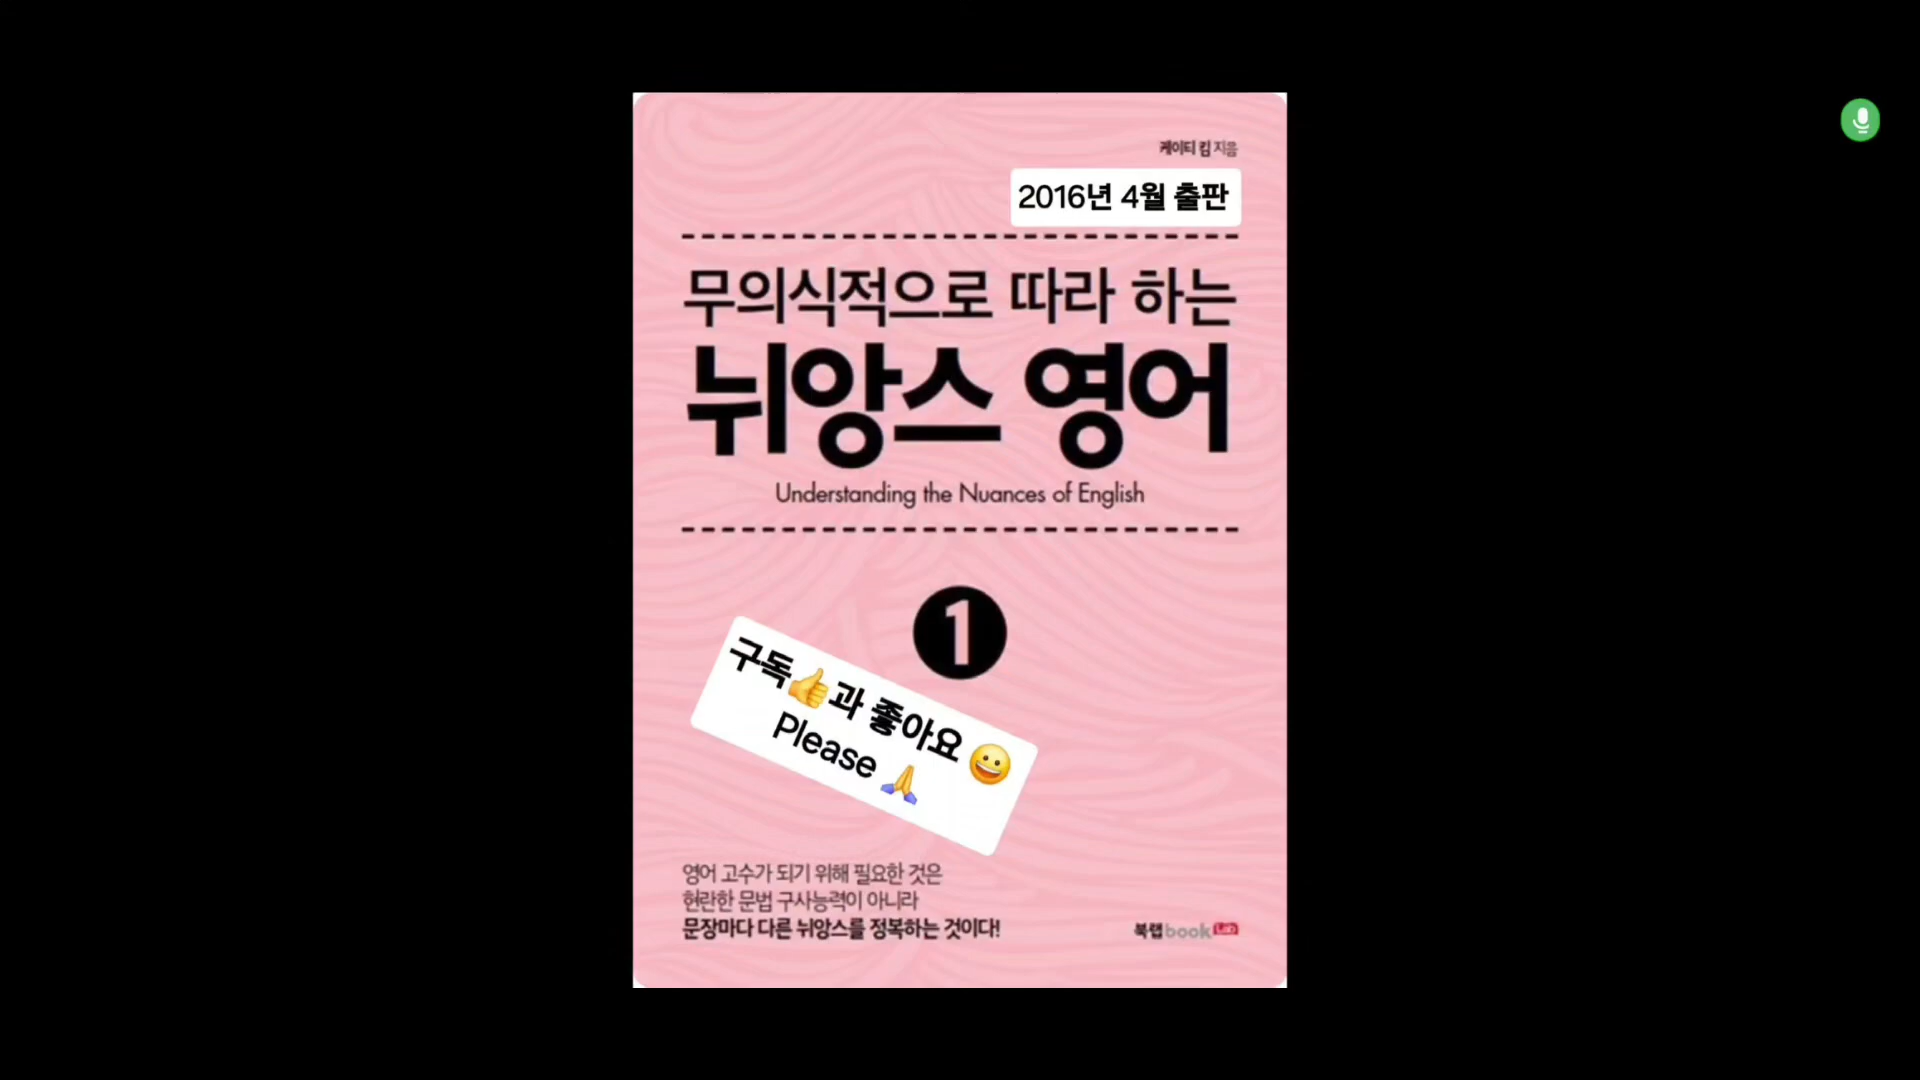 케이티 킴 지음
2016년 4월 출판
무의식적으로 따라 하는
뉘앙스 영어
Understanding the Nuances of English
1
구독👍과 좋아요 😀
Please 🙏
영어 고수가 되기 위해 필요한 것은
현란한 문법 구사능력이 아니라
문장마다 다른 뉘앙스를 정복하는 것이다!
북랩book Lab